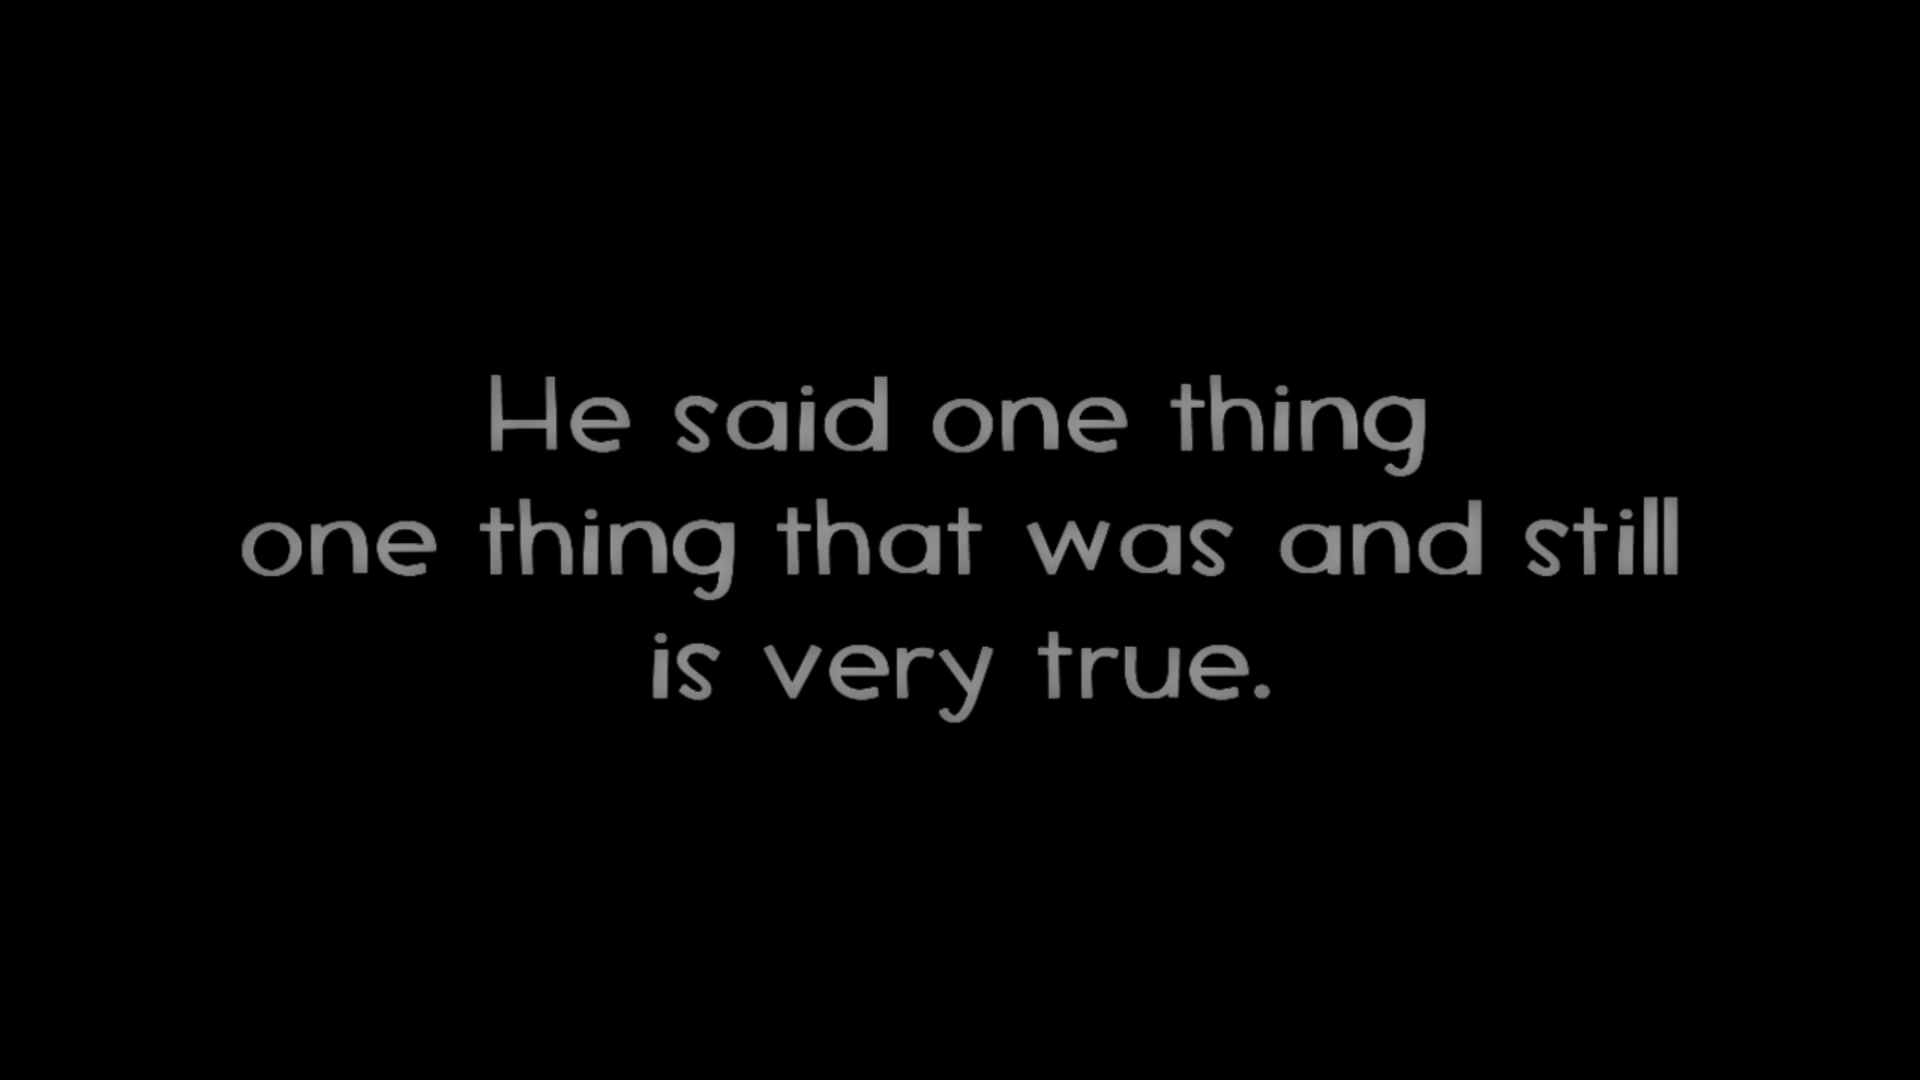 He said one thing
one thing that was and still
is very true.